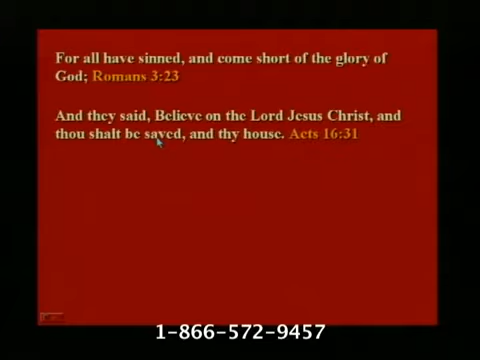 For all have sinned, and come short of the glory of
God; Romans 3:23
And they said, Believe on the Lord Jesus Christ, and
thou shalt be saved, and thy house. Acts 16:31
1-866-572-9457